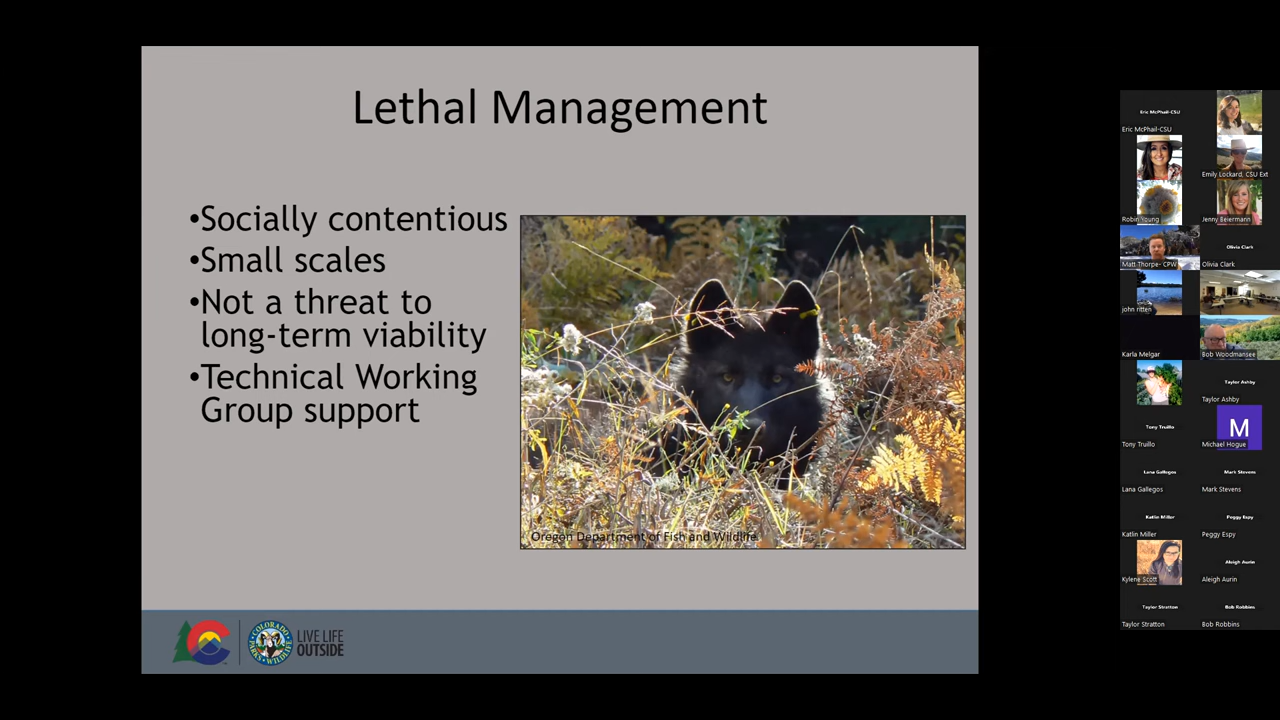 Lethal Management
•Socially contentious
•Small scales
•Not a threat to
long-term viability
•Technical Working
Group support
Oregon Department of Fish and Wildlife
COLORADO
PARKS
WILDLIFE
LIVE LIFE
OUTSIDE
Eric McPhail-CSU
Eric McPhail-CSU
Emily Lockard, CSU Ext
Robin Young
Jenny Beiermann
Matt Thorpe- CPW
Olivia Clark
Olivia Clark
john ritten
Karla Melgar
Bob Woodmansee
Taylor Ashby
Taylor Ashby
Tony Truillo
Tony Truillo
M
Michael Hogue
Lana Gallegos
Lana Gallegos
Mark Stevens
Mark Stevens
Katlin Miller
Katlin Miller
Peggy Espy
Peggy Espy
Kylene Scott
Aleigh Aurin
Aleigh Aurin
Taylor Stratton
Taylor Stratton
Bob Robbins
Bob Robbins